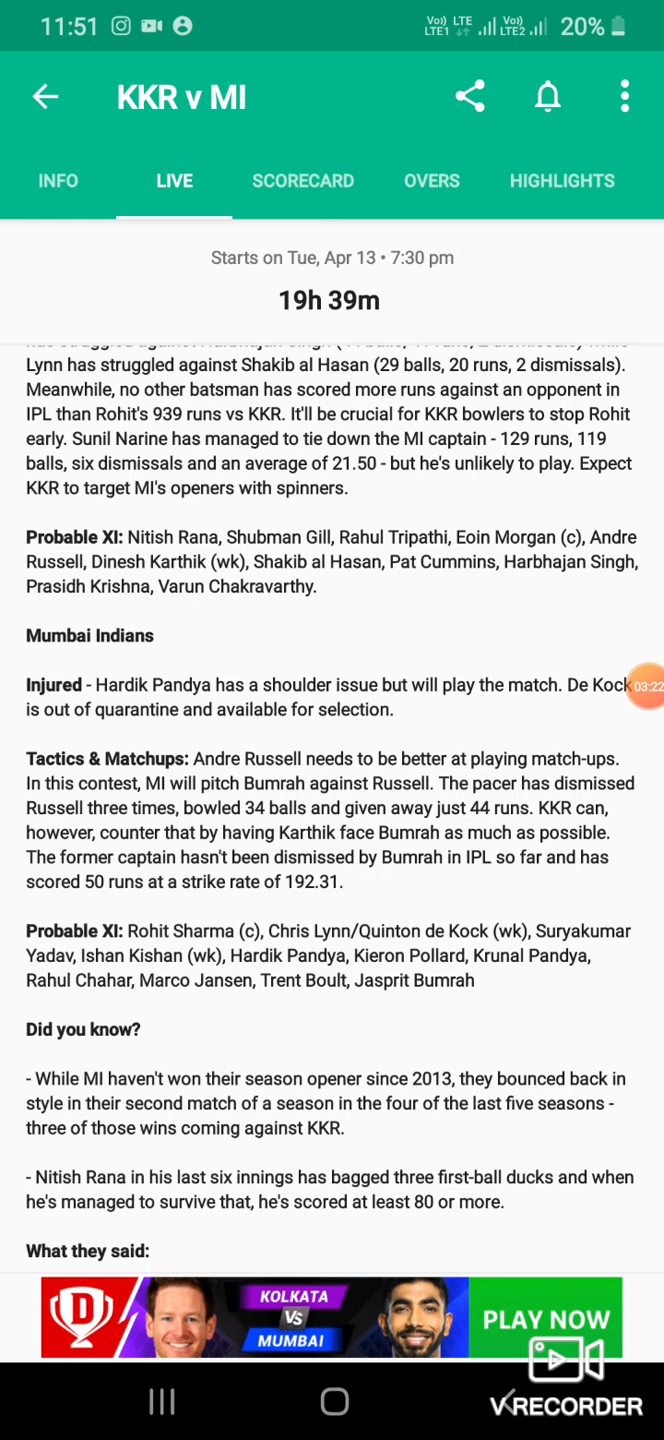 11:51
Vo)) LTE Vo)) 20%
LTE1 LTE2
KKR v MI
INFO LIVE SCORECARD OVERS HIGHLIGHTS
Starts on Tue, Apr 13 • 7:30 pm
19h 39m
Lynn has struggled against Shakib al Hasan (29 balls, 20 runs, 2 dismissals).
Meanwhile, no other batsman has scored more runs against an opponent in
IPL than Rohit's 939 runs vs KKR. It'll be crucial for KKR bowlers to stop Rohit
early. Sunil Narine has managed to tie down the MI captain - 129 runs, 119
balls, six dismissals and an average of 21.50 - but he's unlikely to play. Expect
KKR to target MI's openers with spinners.
Probable XI: Nitish Rana, Shubman Gill, Rahul Tripathi, Eoin Morgan (c), Andre
Russell, Dinesh Karthik (wk), Shakib al Hasan, Pat Cummins, Harbhajan Singh,
Prasidh Krishna, Varun Chakravarthy.
Mumbai Indians
Injured - Hardik Pandya has a shoulder issue but will play the match. De Kock
is out of quarantine and available for selection.
03:22
Tactics & Matchups: Andre Russell needs to be better at playing match-ups.
In this contest, MI will pitch Bumrah against Russell. The pacer has dismissed
Russell three times, bowled 34 balls and given away just 44 runs. KKR can,
however, counter that by having Karthik face Bumrah as much as possible.
The former captain hasn't been dismissed by Bumrah in IPL so far and has
scored 50 runs at a strike rate of 192.31.
Probable XI: Rohit Sharma (c), Chris Lynn/Quinton de Kock (wk), Suryakumar
Yadav, Ishan Kishan (wk), Hardik Pandya, Kieron Pollard, Krunal Pandya,
Rahul Chahar, Marco Jansen, Trent Boult, Jasprit Bumrah
Did you know?
- While MI haven't won their season opener since 2013, they bounced back in
style in their second match of a season in the four of the last five seasons -
three of those wins coming against KKR.
- Nitish Rana in his last six innings has bagged three first-ball ducks and when
he's managed to survive that, he's scored at least 80 or more.
What they said:
D
KOLKATA
VS
MUMBAI
PLAY NOW
VRECORDER